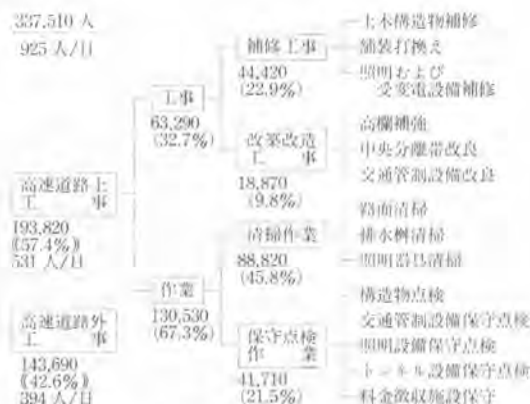 337,510 人
925 人/日
高速道路上
工 事
193,820
(57.4%)
531 人/日
高速道路外
工 事
143,690
(42.6%)
394 人/日
工事
63,290
(32.7%)
作業
130,530
(67.3%)
補修工事
44,420
(22.9%)
改築改造
工 事
18,870
(9.8%)
清掃作業
88,820
(45.8%)
保守点検
作 業
41,710
(21.5%)
土木構造物補修
舗装打換え
照明および
受変電設備補修
高欄補強
中央分離帯改良
交通管制設備改良
路面清掃
排水桝清掃
照明器具清掃
構造物点検
交通管制設備保守点検
照明設備保守点検
トンネル設備保守点検
料金徴収施設保守